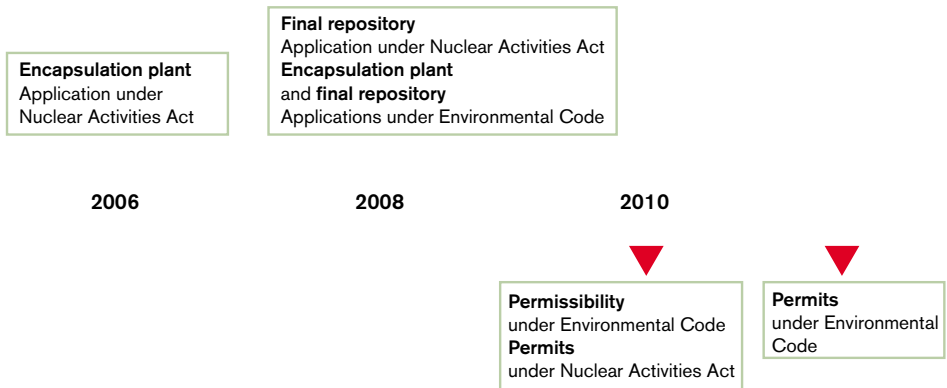 Encapsulation plant
Application under
Nuclear Activities Act
Final repository
Application under Nuclear Activities Act
Encapsulation plant
and final repository
Applications under Environmental Code
2006
2008
2010
Permissibility
under Environmental Code
Permits
under Nuclear Activities Act
Permits
under Environmental
Code